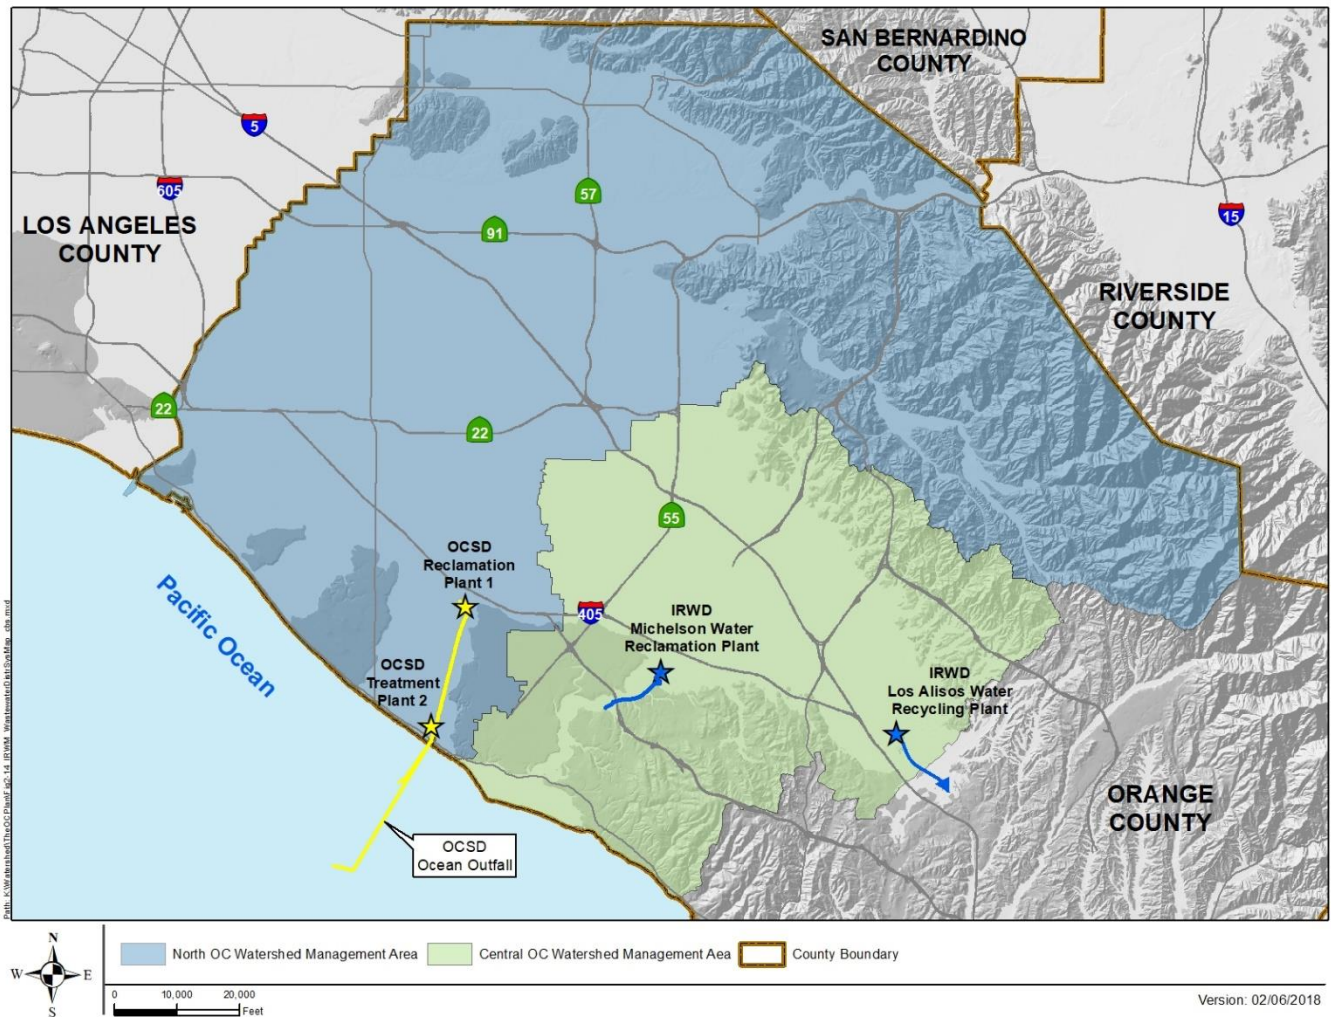 SAN BERNARDINO
COUNTY
5
605
57
LOS ANGELES
COUNTY
91
15
RIVERSIDE
COUNTY
22
22
55
OCSD
Reclamation
Plant 1
Pacific Ocean
405
IRWD
Michelson Water
Reclamation Plant
OCSD
Treatment
Plant 2
IRWD
Los Alisos Water
Recycling Plant
ORANGE
COUNTY
OCSD
Ocean Outfall
N
W
E
S
North OC Watershed Management Area
Central OC Watershed Management Aea
County Boundary
0
10,000
20,000
Feet
Version: 02/06/2018